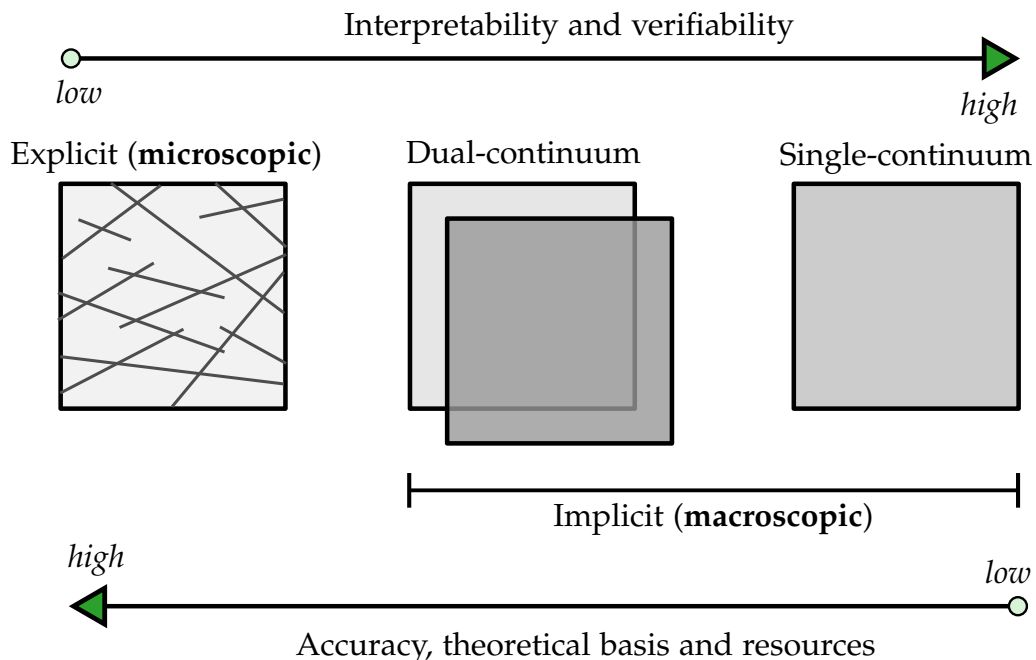 Interpretability and verifiability
low
high
Explicit (microscopic)
Dual-continuum
Single-continuum
Implicit (macroscopic)
high
low
Accuracy, theoretical basis and resources